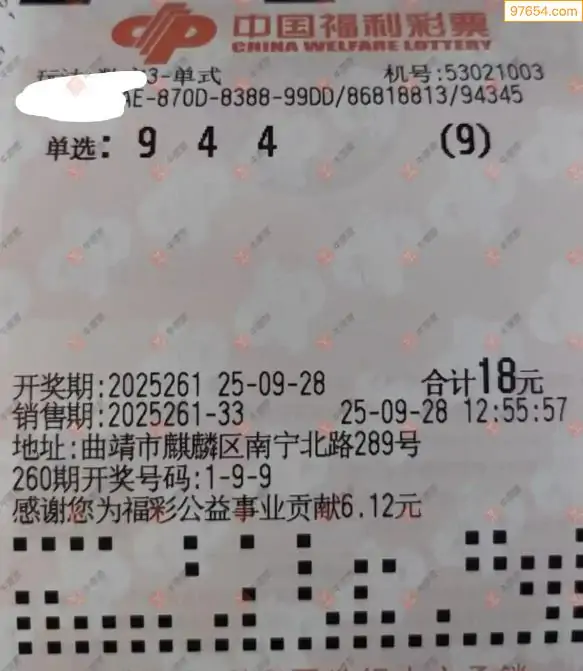 97654.com
中国福利彩票
CHINA WELFARE LOTTERY
3-单式 机号:53021003
AE-870D-8388-99DD/86818813/94345
单选: 9 4 4 (9)
开奖期:2025261 25-09-28 合计18元
销售期:2025261-33 25-09-28 12:55:57
地址:曲靖市麒麟区南宁北路289号
260期开奖号码:1-9-9
感谢您为福彩公益事业贡献6.12元